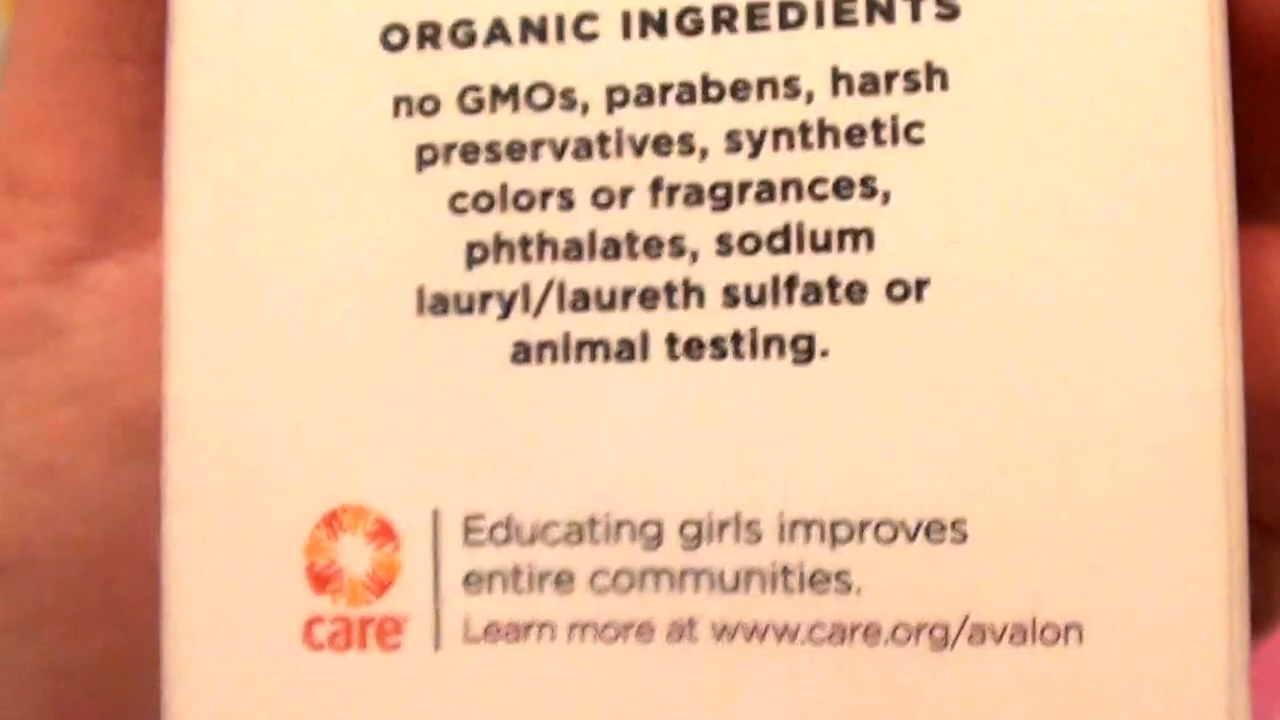 ORGANIC INGREDIENTS
no GMOs, parabens, harsh
preservatives, synthetic
colors or fragrances,
phthalates, sodium
lauryl/laureth sulfate or
animal testing.
care
Educating girls improves
entire communities.
Learn more at www.care.org/avalon